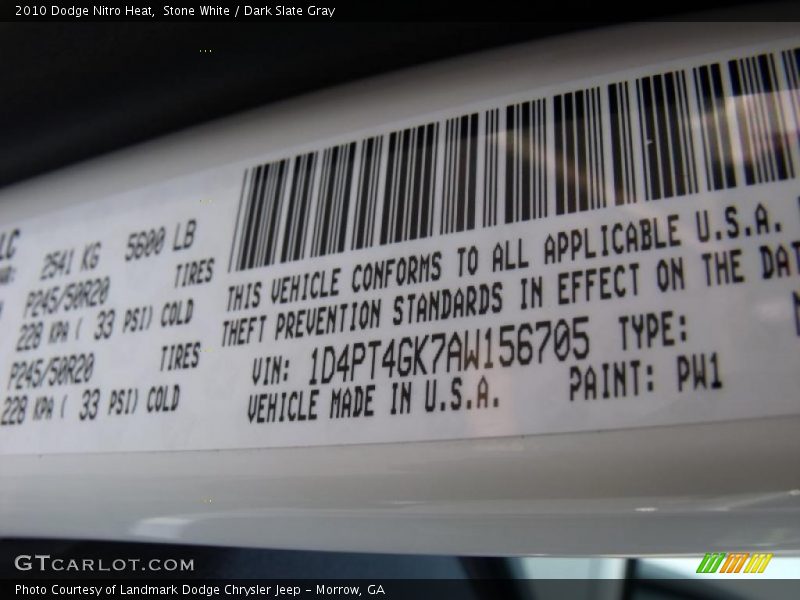 2010 Dodge Nitro Heat,  Stone White / Dark Slate Gray
2541 KG 5600 LB
P245/50R20 TIRES
228 KPA ( 33 PSI) COLD
P245/50R20 TIRES
228 KPA ( 33 PSI) COLD
THIS VEHICLE CONFORMS TO ALL APPLICABLE U.S.A.
THEFT PREVENTION STANDARDS IN EFFECT ON THE DAT
VIN: 1D4PT4GK7AW156705 TYPE:
VEHICLE MADE IN U.S.A. PAINT: PW1
GTCARLOT.COM
Photo Courtesy of Landmark Dodge Chrysler Jeep – Morrow, GA